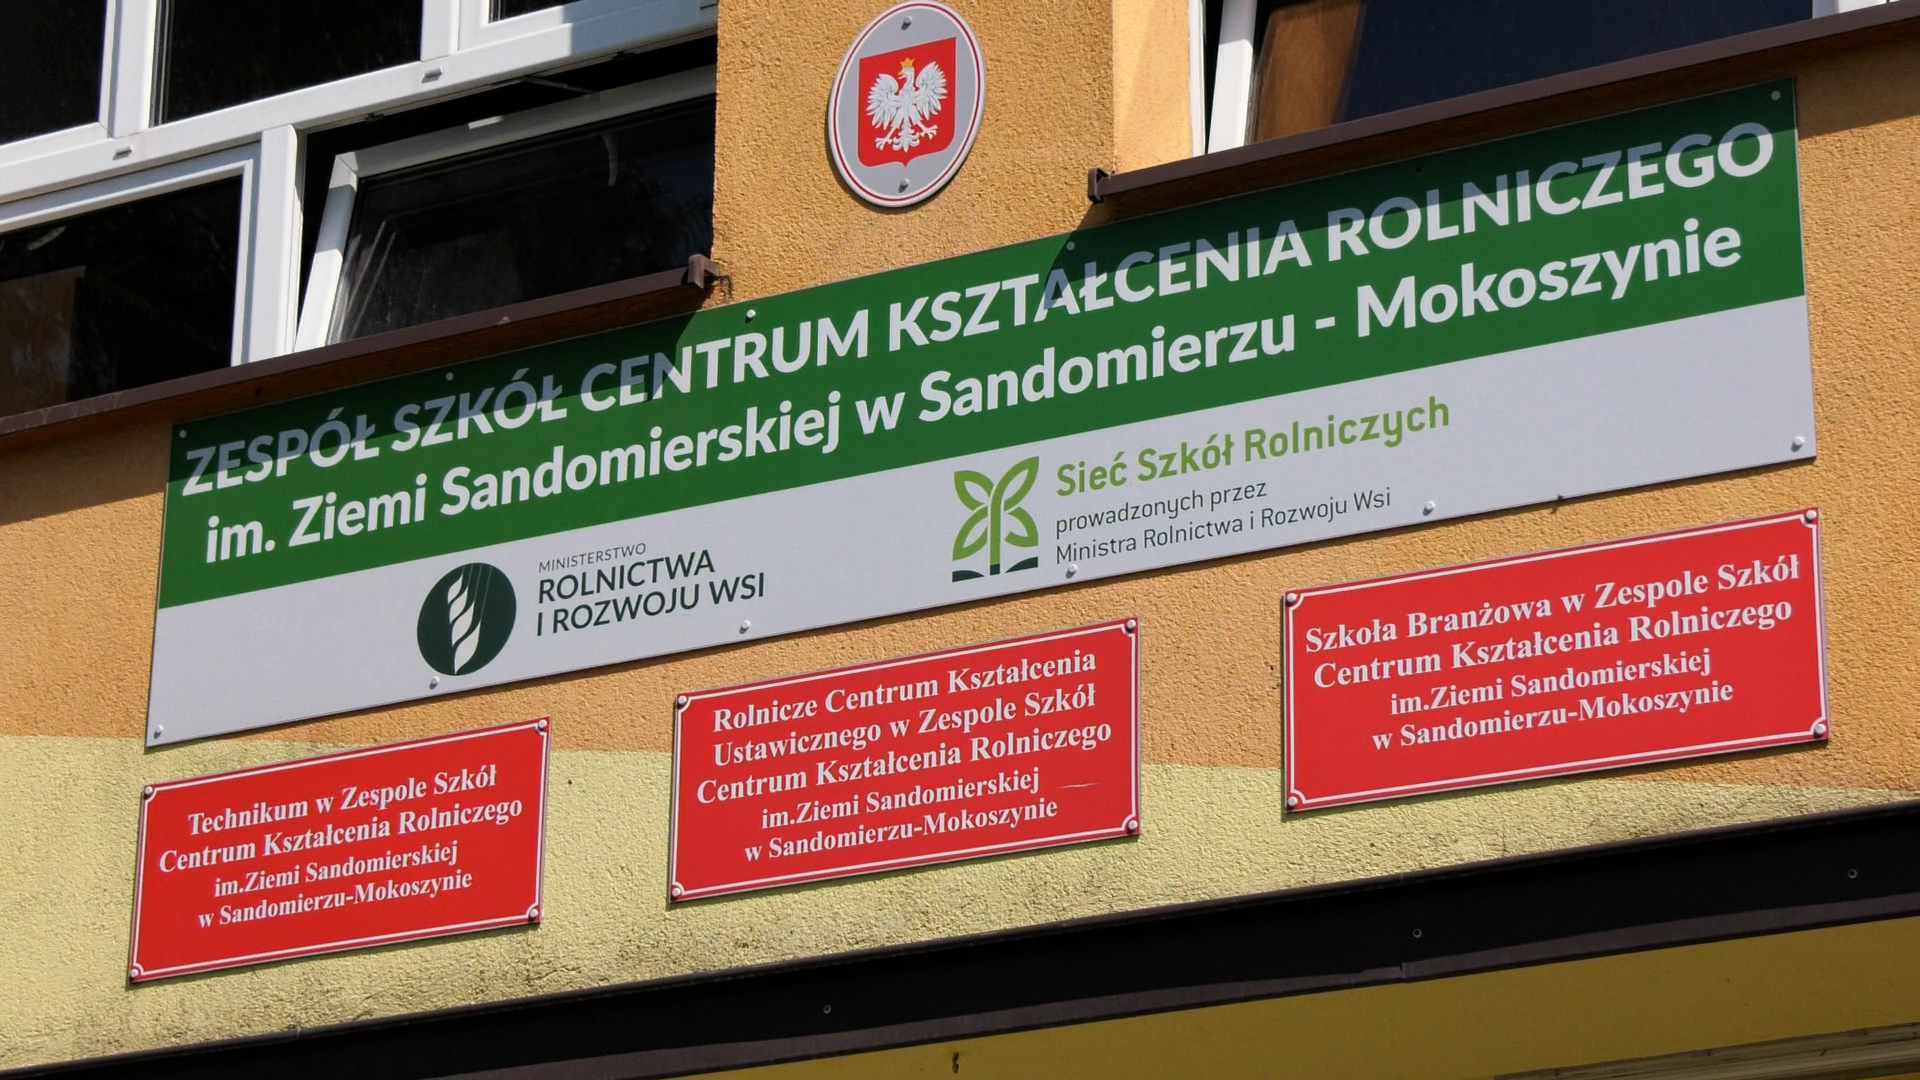 ZESPÓŁ SZKÓŁ CENTRUM KSZTAŁCENIA ROLNICZEGO
im. Ziemi Sandomierskiej w Sandomierzu - Mokoszynie
MINISTERSTWO
ROLNICTWA
I ROZWOJU WSI
Sieć Szkół Rolniczych
prowadzonych przez
Ministra Rolnictwa i Rozwoju Wsi
Technikum w Zespole Szkół
Centrum Kształcenia Rolniczego
im.Ziemi Sandomierskiej
w Sandomierzu-Mokoszynie
Rolnicze Centrum Kształcenia
Ustawicznego w Zespole Szkół
Centrum Kształcenia Rolniczego
im.Ziemi Sandomierskiej
w Sandomierzu-Mokoszynie
Szkoła Branżowa w Zespole Szkół
Centrum Kształcenia Rolniczego
im.Ziemi Sandomierskiej
w Sandomierzu-Mokoszynie